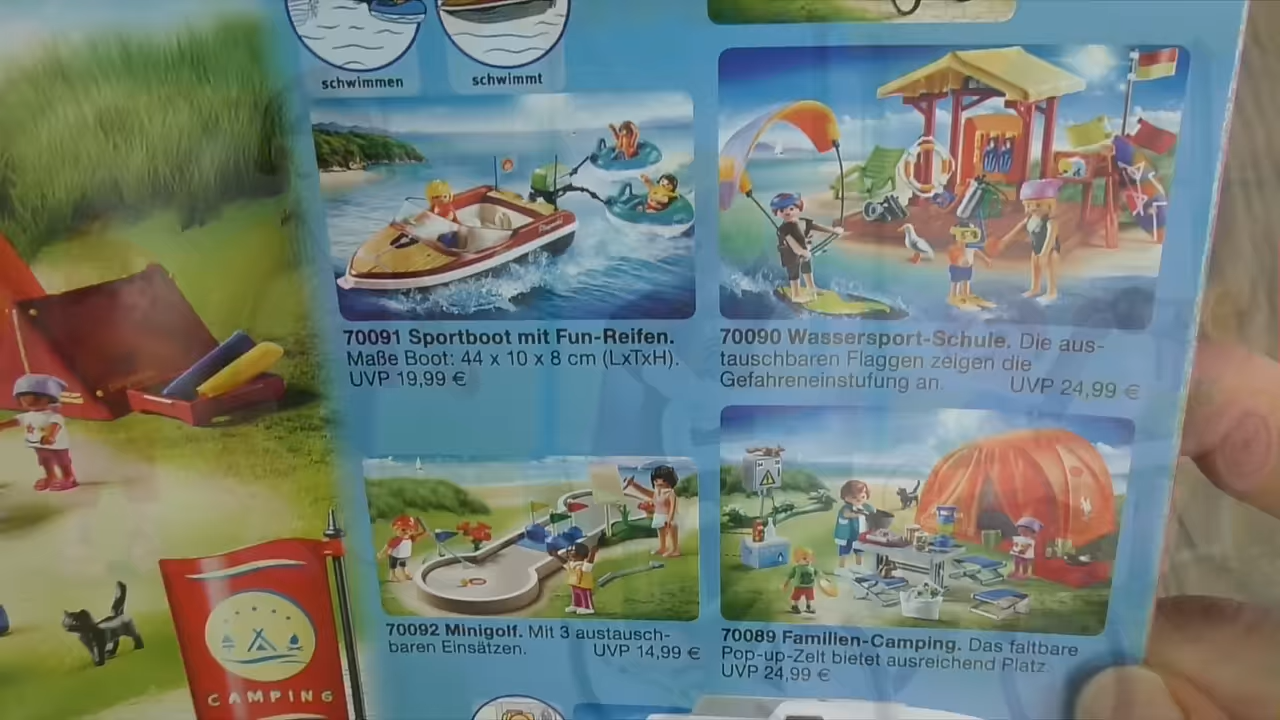 schwimmen
schwimmt
70091 Sportboot mit Fun-Reifen.
Maße Boot: 44 x 10 x 8 cm (LxTxH).
UVP 19,99 €
70090 Wassersport-Schule. Die aus-
tauschbaren Flaggen zeigen die
Gefahreneinstufung an. UVP 24,99 €
70092 Minigolf. Mit 3 austausch-
baren Einsätzen. UVP 14,99 €
70089 Familien-Camping. Das faltbare
Pop-up-Zelt bietet ausreichend Platz.
UVP 24,99 €
CAMPING